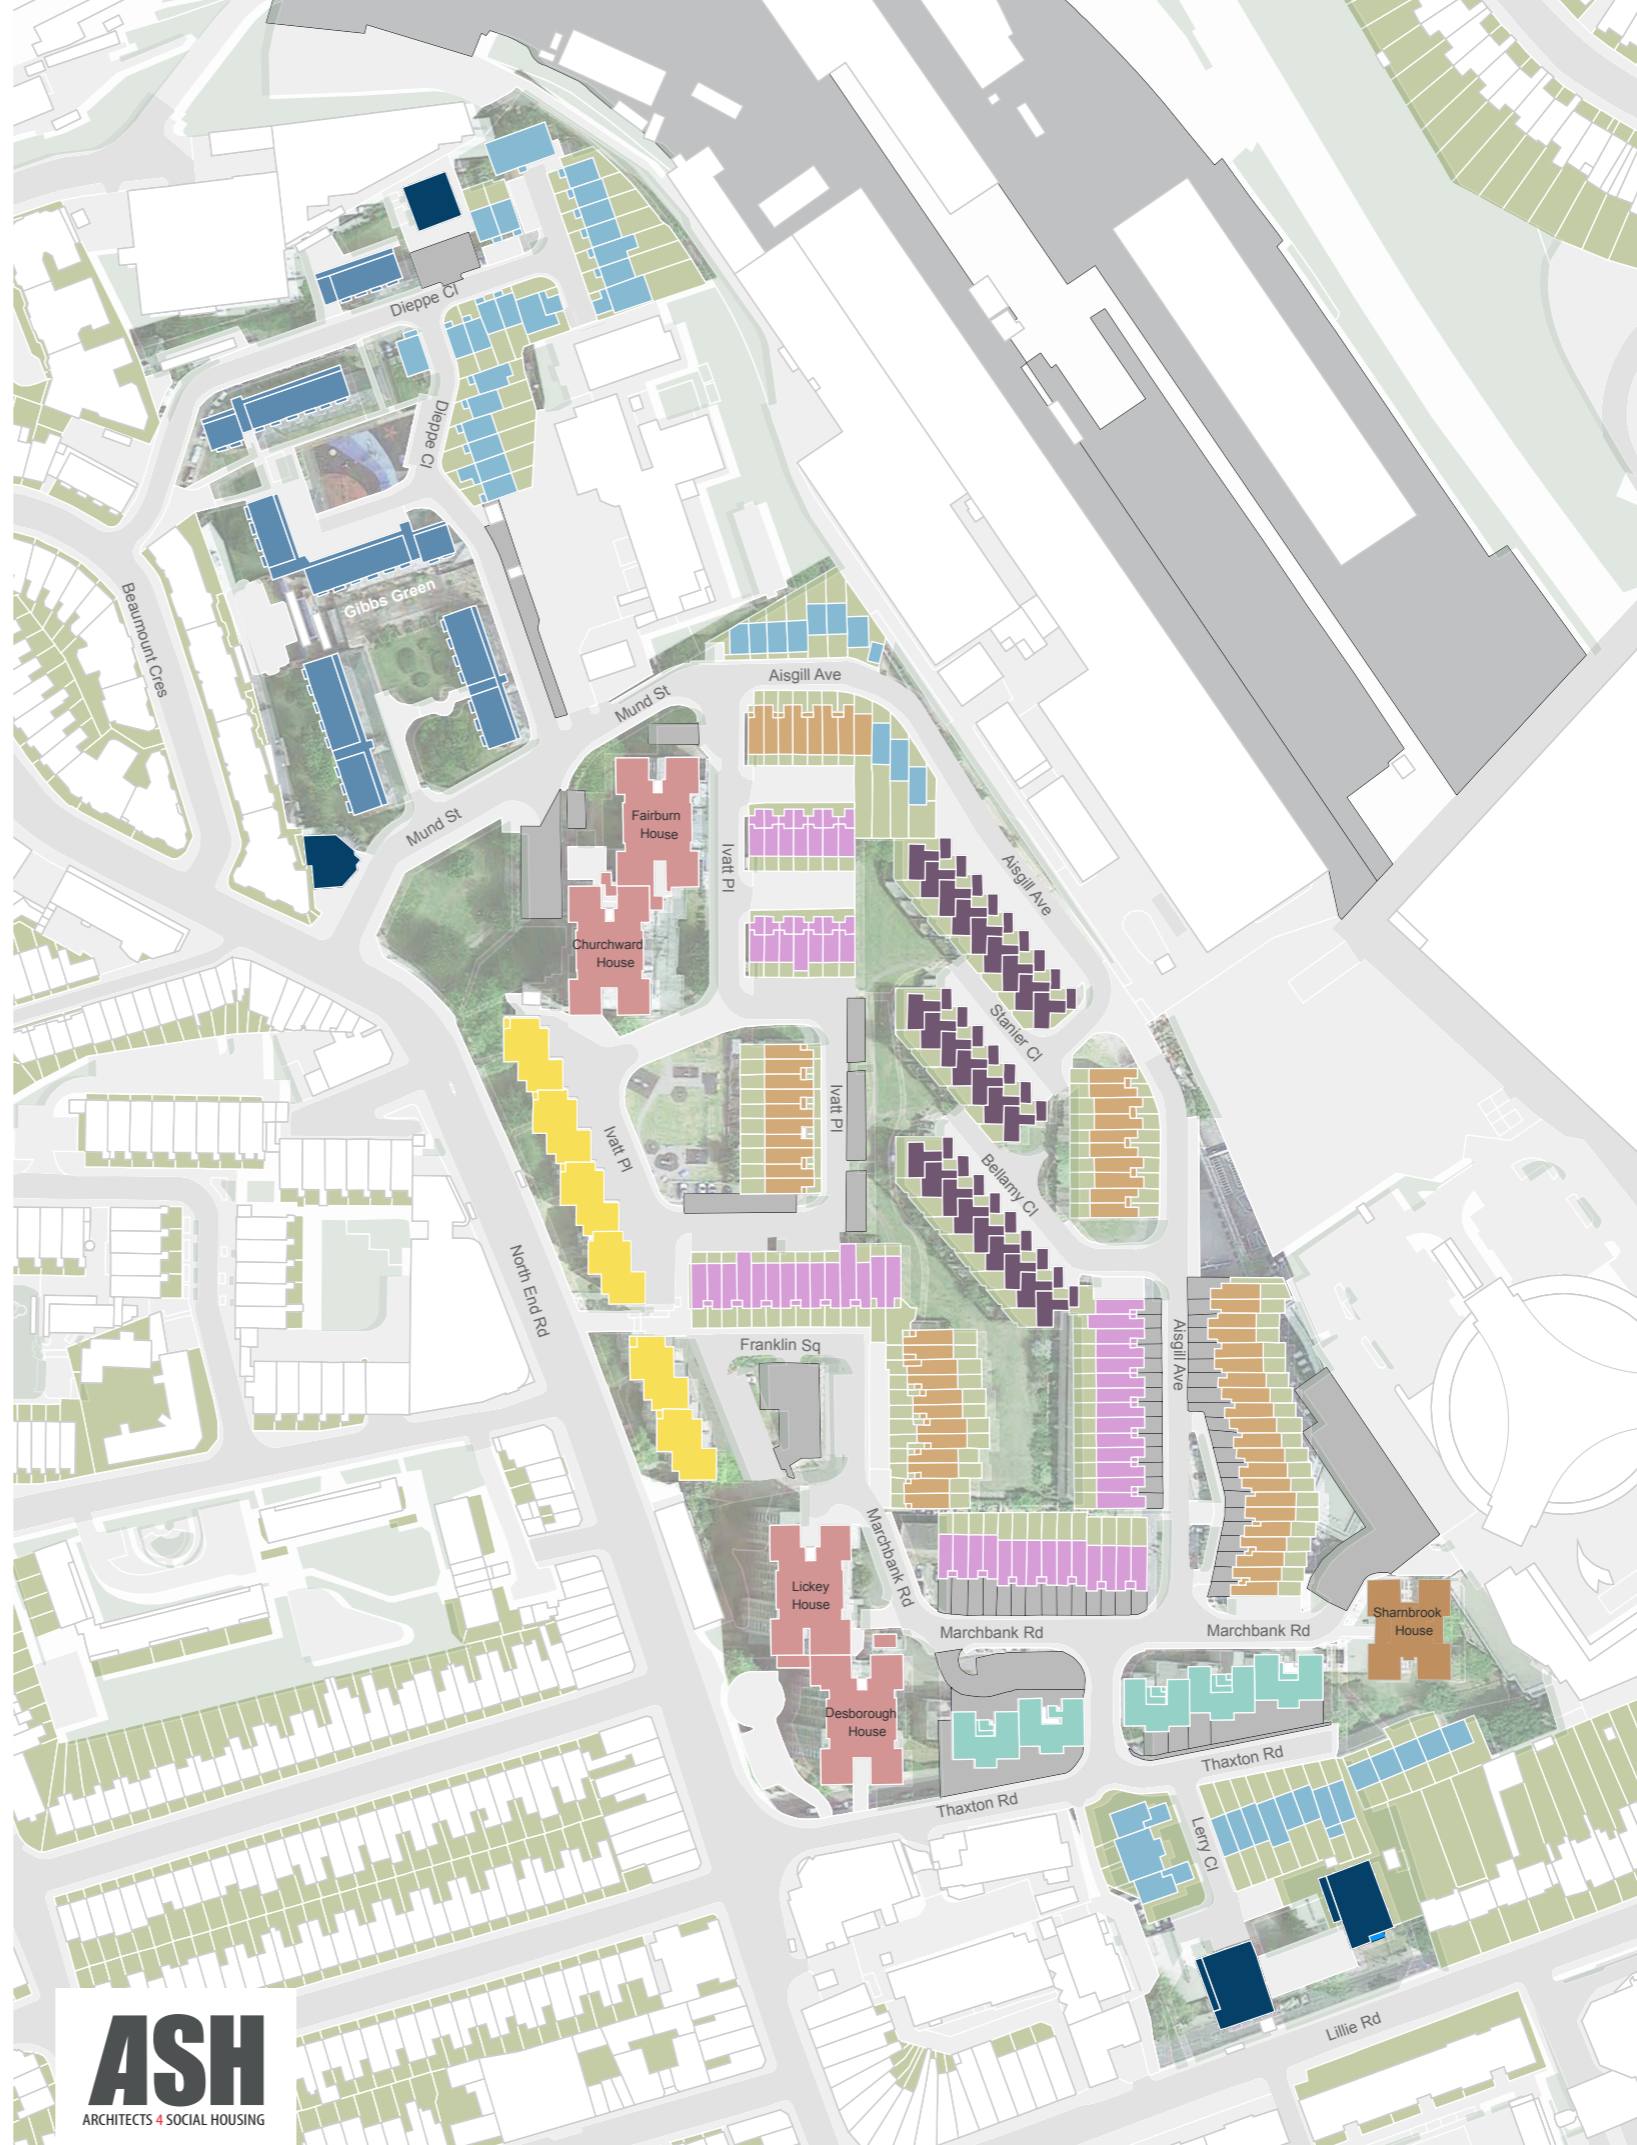 Dieppe Cl
Dieppe Cl
Gibbs Green
Beaumount Cres
Mund St
Aisgill Ave
Mund St
Fairburn
House
Ivatt Pl
Aisgill Ave
Churchward
House
Stanier Cl
Ivatt Pl
Ivatt Pl
Bellamy Cl
North End Rd
Franklin Sq
Aisgill Ave
Marchbank Rd
Lickey
House
Marchbank Rd
Marchbank Rd
Sharnbrook
House
Desborough
House
Thaxton Rd
Thaxton Rd
Lerry Cl
Lillie Rd
ASH
ARCHITECTS 4 SOCIAL HOUSING